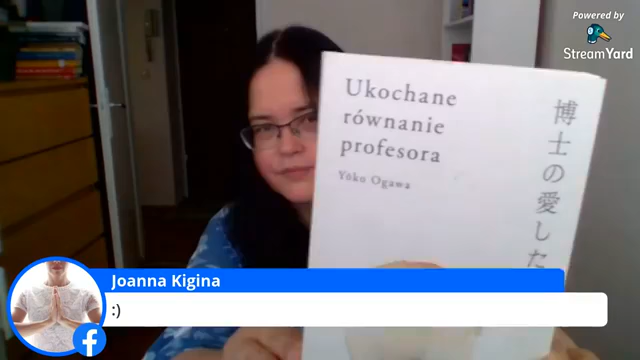 Powered by
StreamYard
Ukochane
równanie
profesora
Yōko Ogawa
博士の愛した
Joanna Kigina
:)